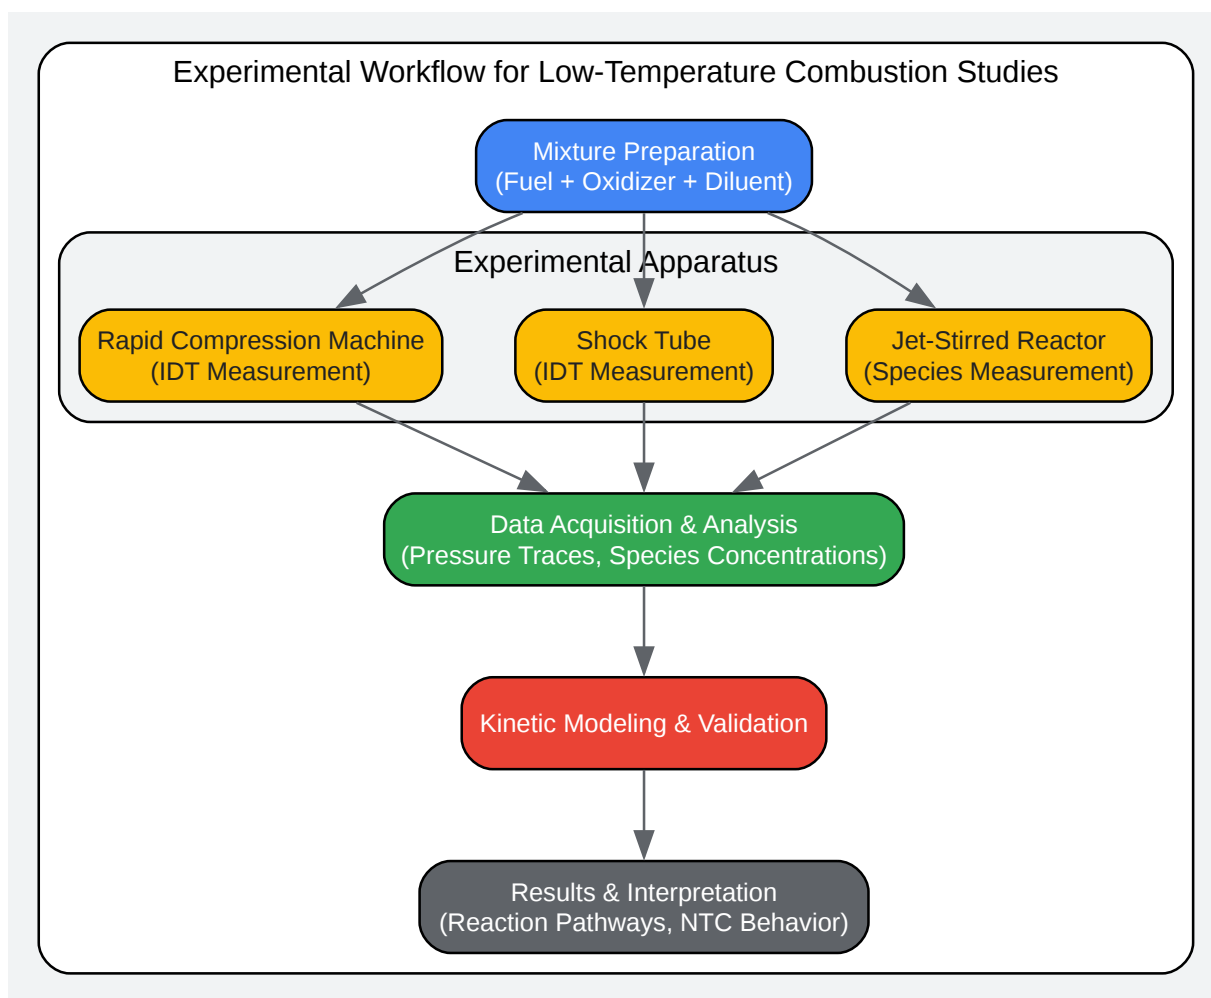 Experimental Workflow for Low-Temperature Combustion Studies
Mixture Preparation
(Fuel + Oxidizer + Diluent)
Experimental Apparatus
Rapid Compression Machine
(IDT Measurement)
Shock Tube
(IDT Measurement)
Jet-Stirred Reactor
(Species Measurement)
Data Acquisition & Analysis
(Pressure Traces, Species Concentrations)
Kinetic Modeling & Validation
Results & Interpretation
(Reaction Pathways, NTC Behavior)